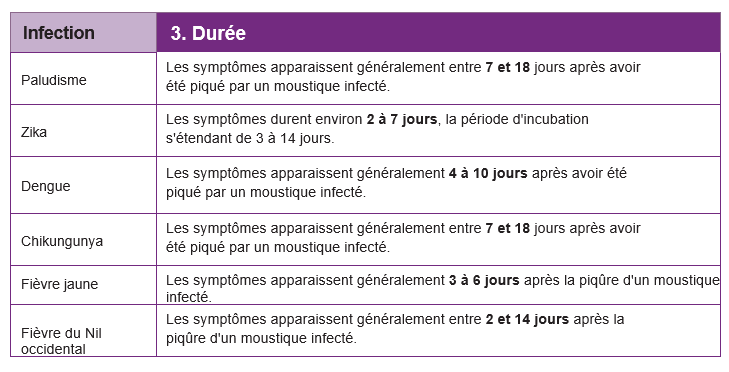 Infection
3. Durée
Paludisme
Les symptômes apparaissent généralement entre 7 et 18 jours après avoir
été piqué par un moustique infecté.
Zika
Les symptômes durent environ 2 à 7 jours, la période d'incubation
s'étendant de 3 à 14 jours.
Dengue
Les symptômes apparaissent généralement 4 à 10 jours après avoir été
piqué par un moustique infecté.
Chikungunya
Les symptômes apparaissent généralement entre 7 et 18 jours après avoir
été piqué par un moustique infecté.
Fièvre jaune
Les symptômes apparaissent généralement 3 à 6 jours après la piqûre d'un moustique
infecté.
Fièvre du Nil
occidental
Les symptômes apparaissent généralement entre 2 et 14 jours après la
piqûre d'un moustique infecté.